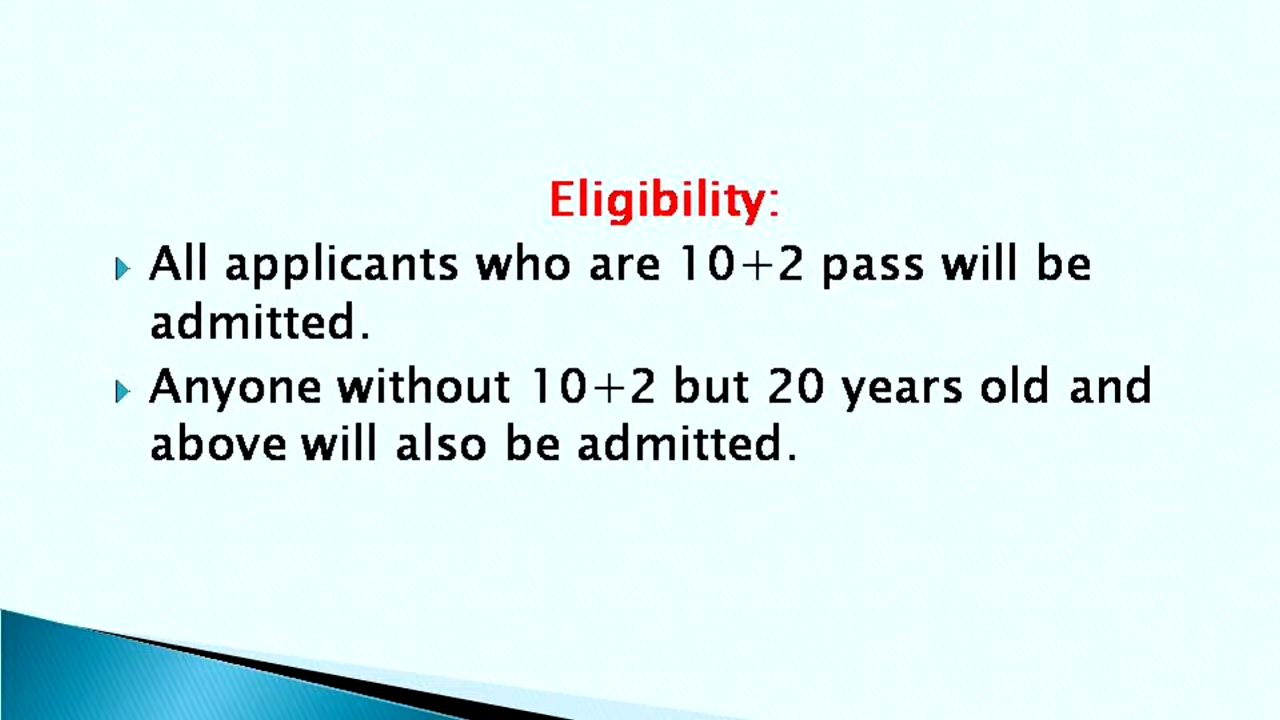 Eligibility:
All applicants who are 10+2 pass will be
admitted.
Anyone without 10+2 but 20 years old and
above will also be admitted.